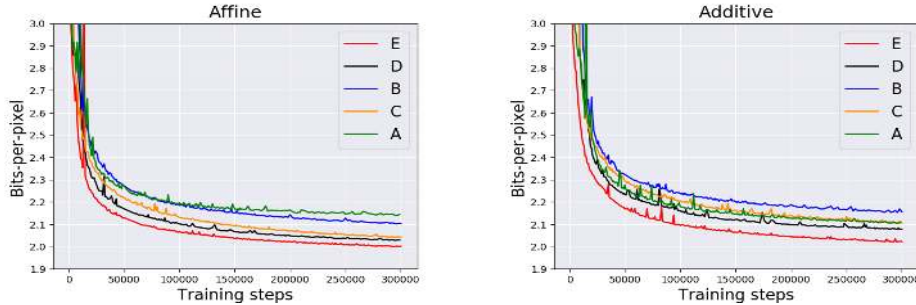 Affine
Bits-per-pixel
3.0
2.9
2.8
2.7
2.6
2.5
2.4
2.3
2.2
2.1
2.0
1.9
E
D
B
C
A
0 50000 100000 150000 200000 250000 300000
Training steps
Additive
Bits-per-pixel
3.0
2.9
2.8
2.7
2.6
2.5
2.4
2.3
2.2
2.1
2.0
1.9
E
D
B
C
A
0 50000 100000 150000 200000 250000 300000
Training steps